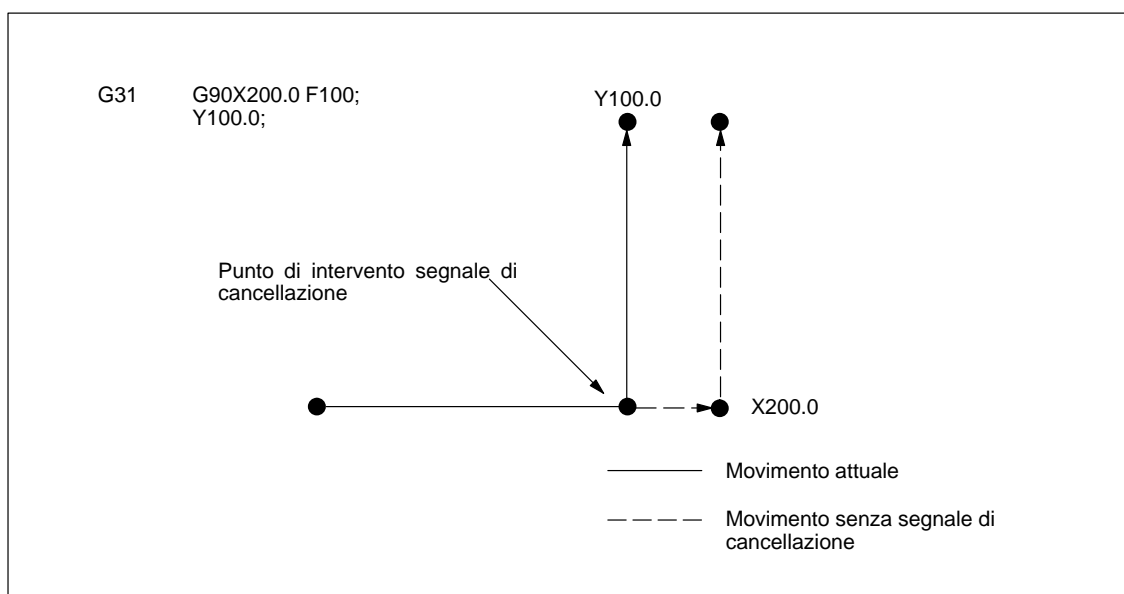 G31 G90X200.0 F100;
Y100.0;
Y100.0
Punto di intervento segnale di
cancellazione
X200.0
Movimento attuale
Movimento senza segnale di
cancellazione